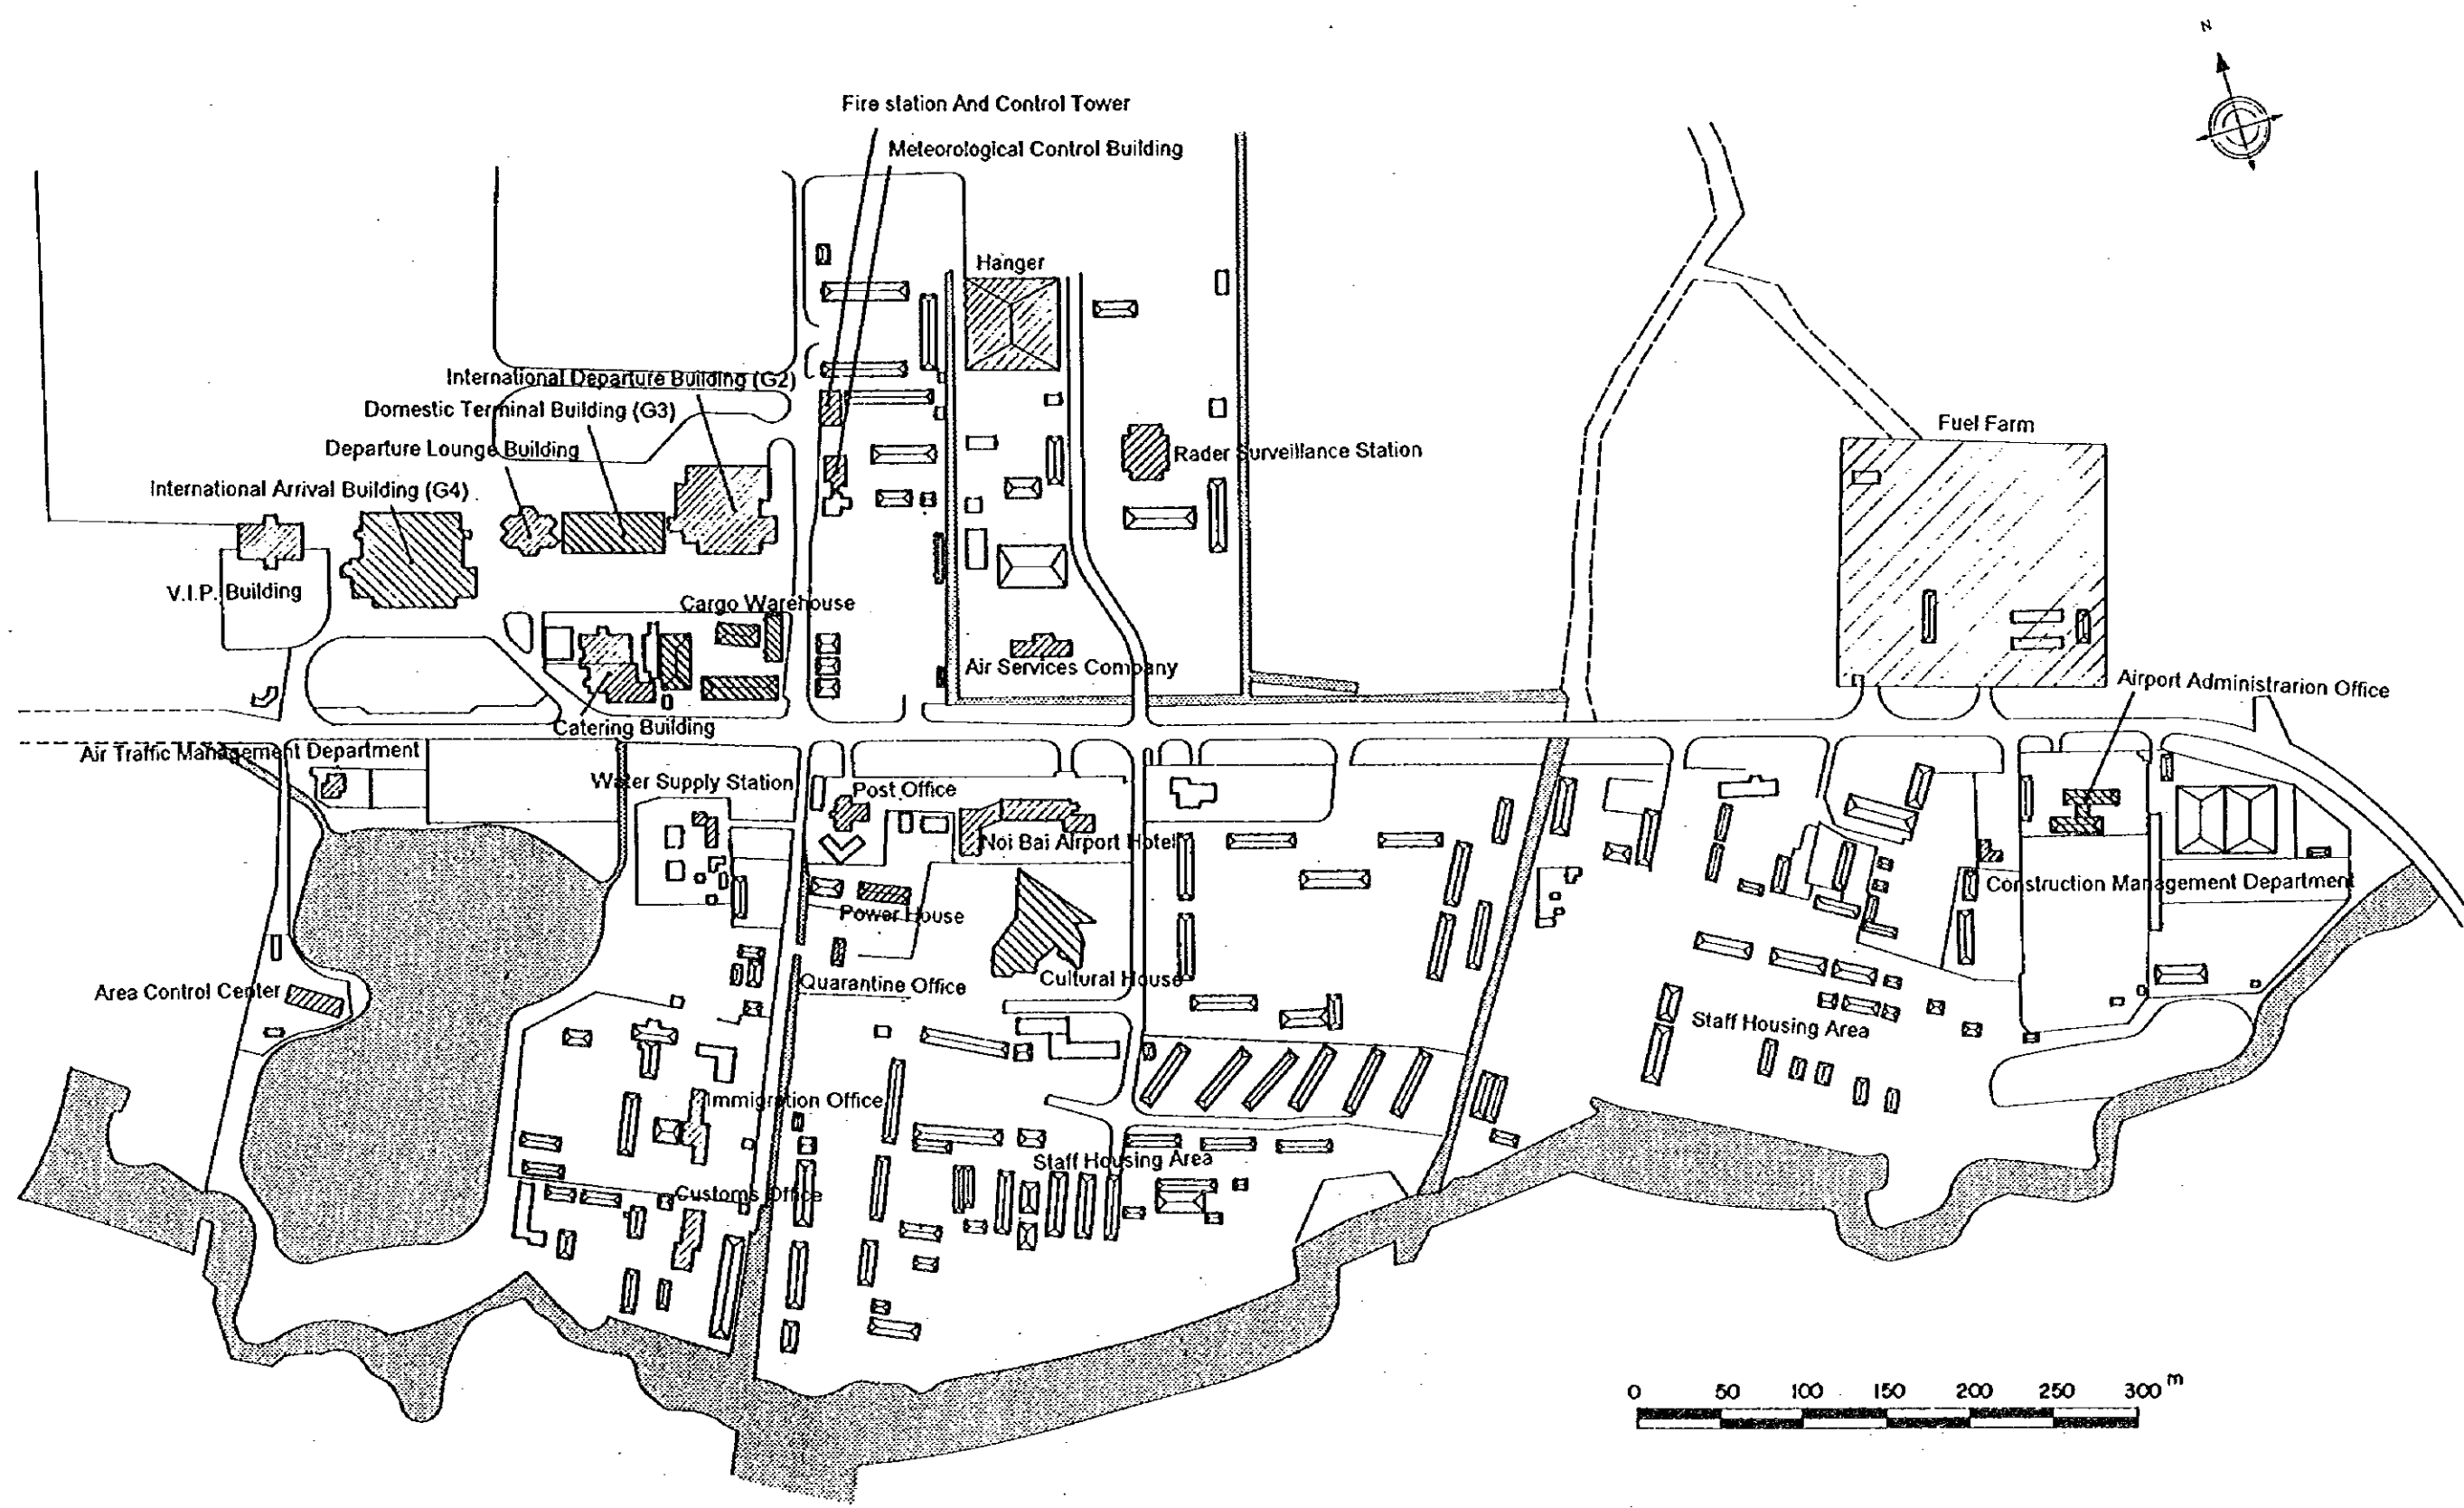 N
Fire station And Control Tower
Meteorological Control Building
Hanger
International Departure Building (G2)
Domestic Terminal Building (G3)
Fuel Farm
Departure Lounge Building
Rader Surveillance Station
International Arrival Building (G4)
V.I.P. Building
Cargo Warehouse
Air Services Company
Airport Administrarion Office
Catering Building
Air Traffic Management Department
Water Supply Station
Post Office
Noi Bai Airport Hotel
Construction Management Department
Power House
Cultural House
Quarantine Office
Area Control Center
Staff Housing Area
Immigration Office
Staff Housing Area
Customs Office
0 50 100 150 200 250 300 m